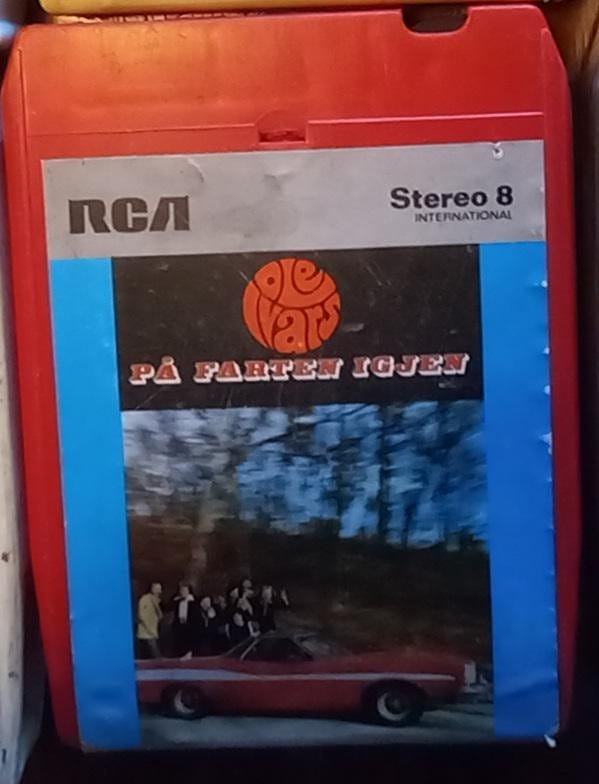 RCA
Stereo 8
INTERNATIONAL
Ole
Ivars
PÅ FARTEN IGJEN